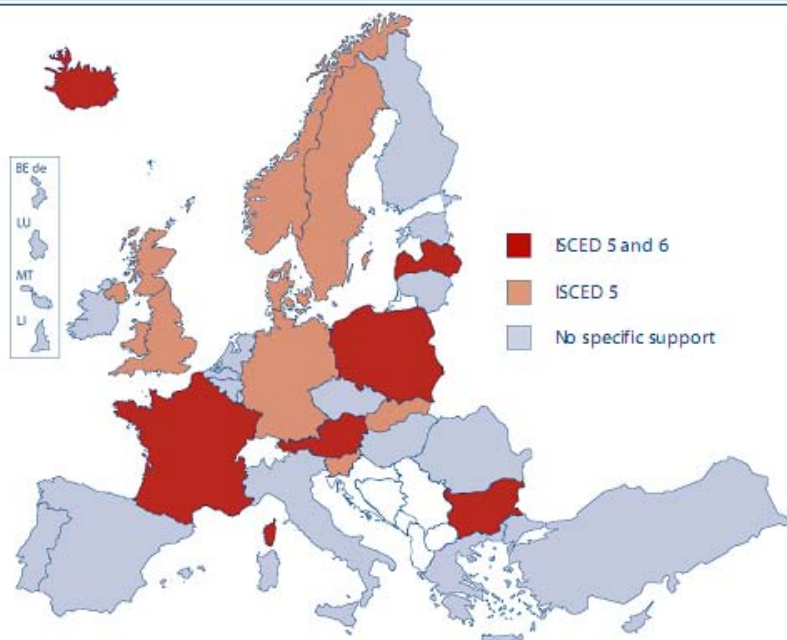 BE de
LU
MT
LI
ISCED 5 and 6
ISCED 5
No specific support